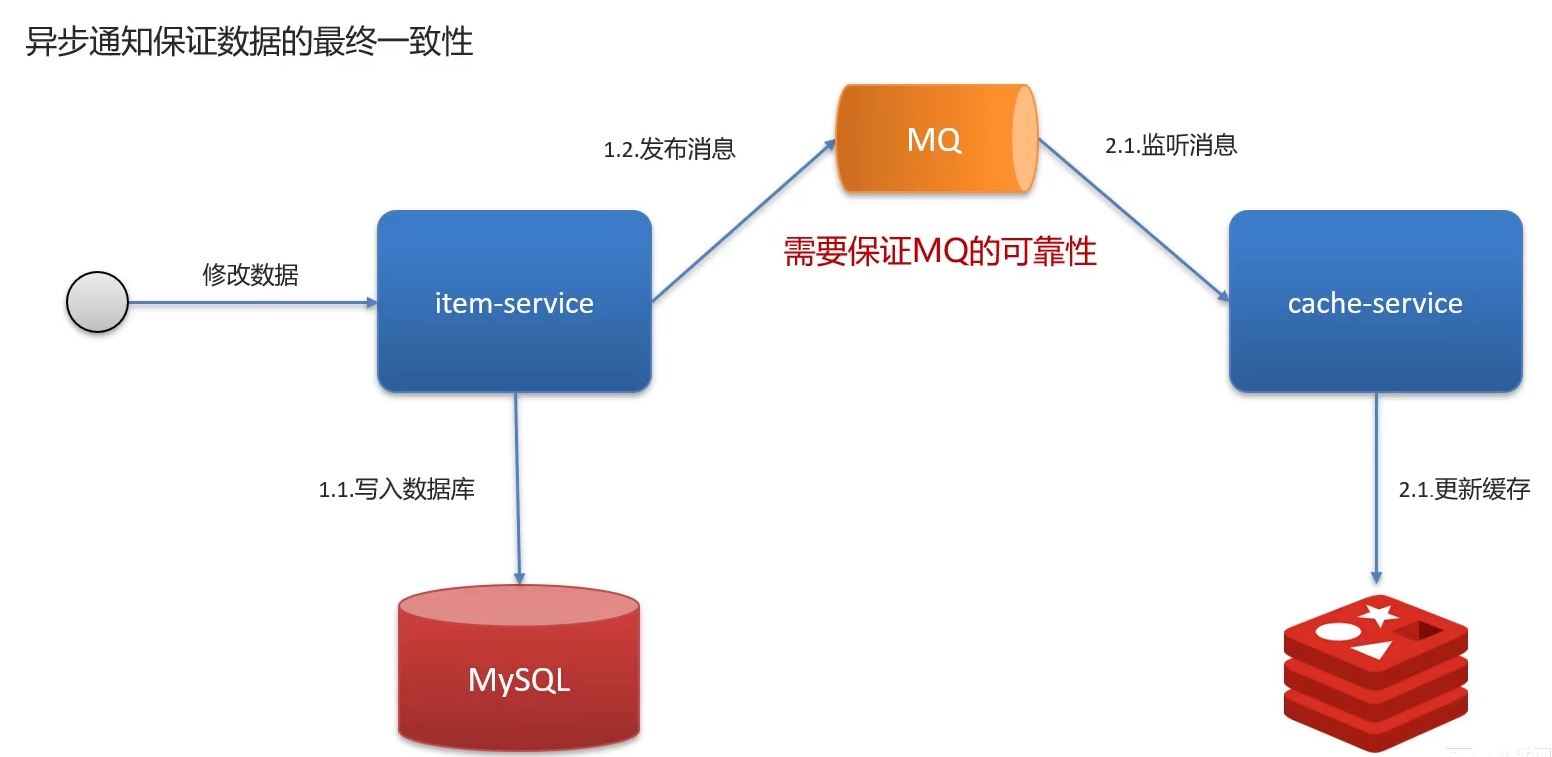 异步通知保证数据的最终一致性
MQ
1.2.发布消息
2.1.监听消息
需要保证MQ的可靠性
修改数据
item-service
cache-service
1.1.写入数据库
2.1.更新缓存
MySQL